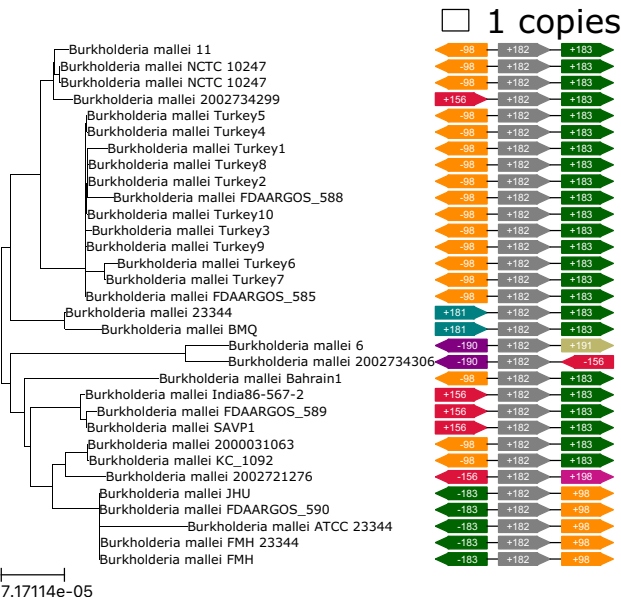 1 copies
Burkholderia mallei 11 -98 +182 +183
Burkholderia mallei NCTC 10247 -98 +182 +183
Burkholderia mallei NCTC 10247 -98 +182 +183
Burkholderia mallei 2002734299 +156 +182 +183
Burkholderia mallei Turkey5 -98 +182 +183
Burkholderia mallei Turkey4 -98 +182 +183
Burkholderia mallei Turkey1 -98 +182 +183
Burkholderia mallei Turkey8 -98 +182 +183
Burkholderia mallei Turkey2 -98 +182 +183
Burkholderia mallei FDAARGOS_588 -98 +182 +183
Burkholderia mallei Turkey10 -98 +182 +183
Burkholderia mallei Turkey3 -98 +182 +183
Burkholderia mallei Turkey9 -98 +182 +183
Burkholderia mallei Turkey6 -98 +182 +183
Burkholderia mallei Turkey7 -98 +182 +183
Burkholderia mallei FDAARGOS_585 -98 +182 +183
Burkholderia mallei 23344 +181 +182 +183
Burkholderia mallei BMQ +181 +182 +183
Burkholderia mallei 6 -190 +182 +191
Burkholderia mallei 2002734306 -190 +182 -156
Burkholderia mallei Bahrain1 -98 +182 +183
Burkholderia mallei India86-567-2 +156 +182 +183
Burkholderia mallei FDAARGOS_589 +156 +182 +183
Burkholderia mallei SAVP1 +156 +182 +183
Burkholderia mallei 2000031063 -98 +182 +183
Burkholderia mallei KC_1092 -98 +182 +183
Burkholderia mallei 2002721276 -156 +182 +198
Burkholderia mallei JHU -183 +182 +98
Burkholderia mallei FDAARGOS_590 -183 +182 +98
Burkholderia mallei ATCC 23344 -183 +182 +98
Burkholderia mallei FMH 23344 -183 +182 +98
Burkholderia mallei FMH -183 +182 +98
7.17114e-05